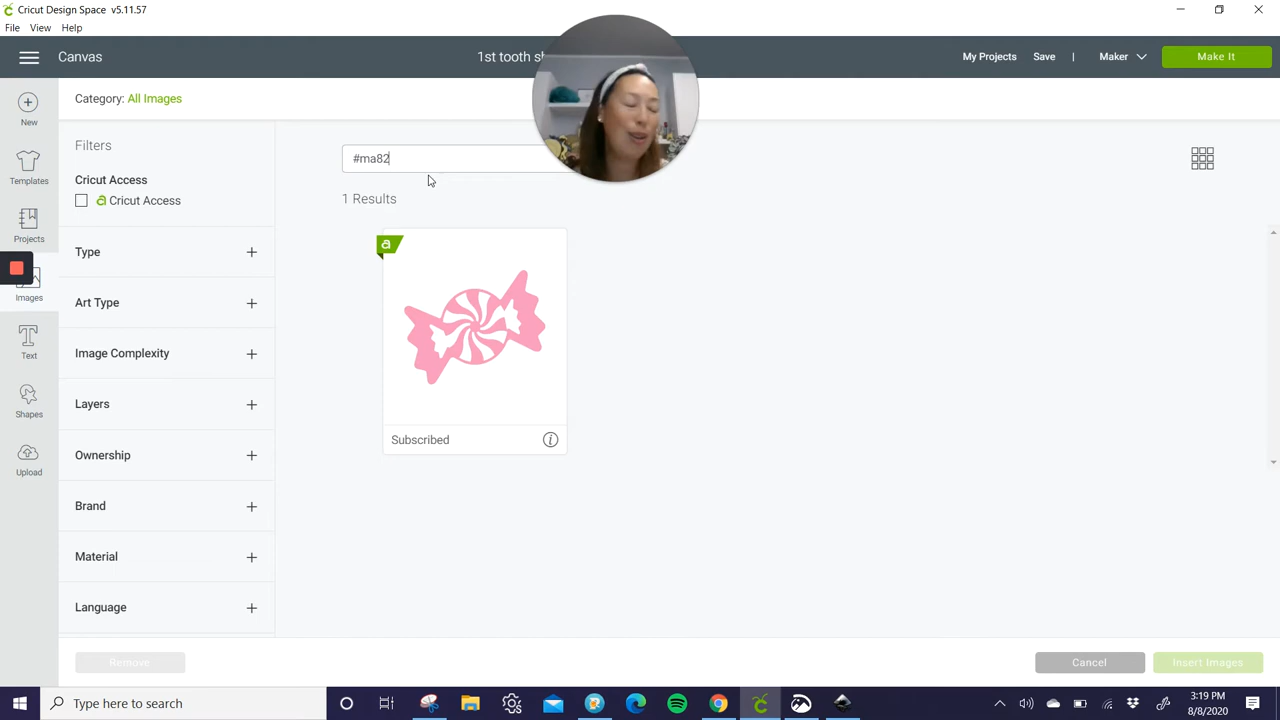 Cricut Design Space v5.11.57
File View Help
Canvas
1st tooth sh
My Projects Save | Maker Make It
New
Templates
Projects
Images
Text
Shapes
Upload
Category: All Images
Filters
Cricut Access
a Cricut Access
Type
Art Type
Image Complexity
Layers
Ownership
Brand
Material
Language
#ma82
1 Results
a
Subscribed
Remove
Cancel
Insert Images
Type here to search
3:19 PM
8/8/2020